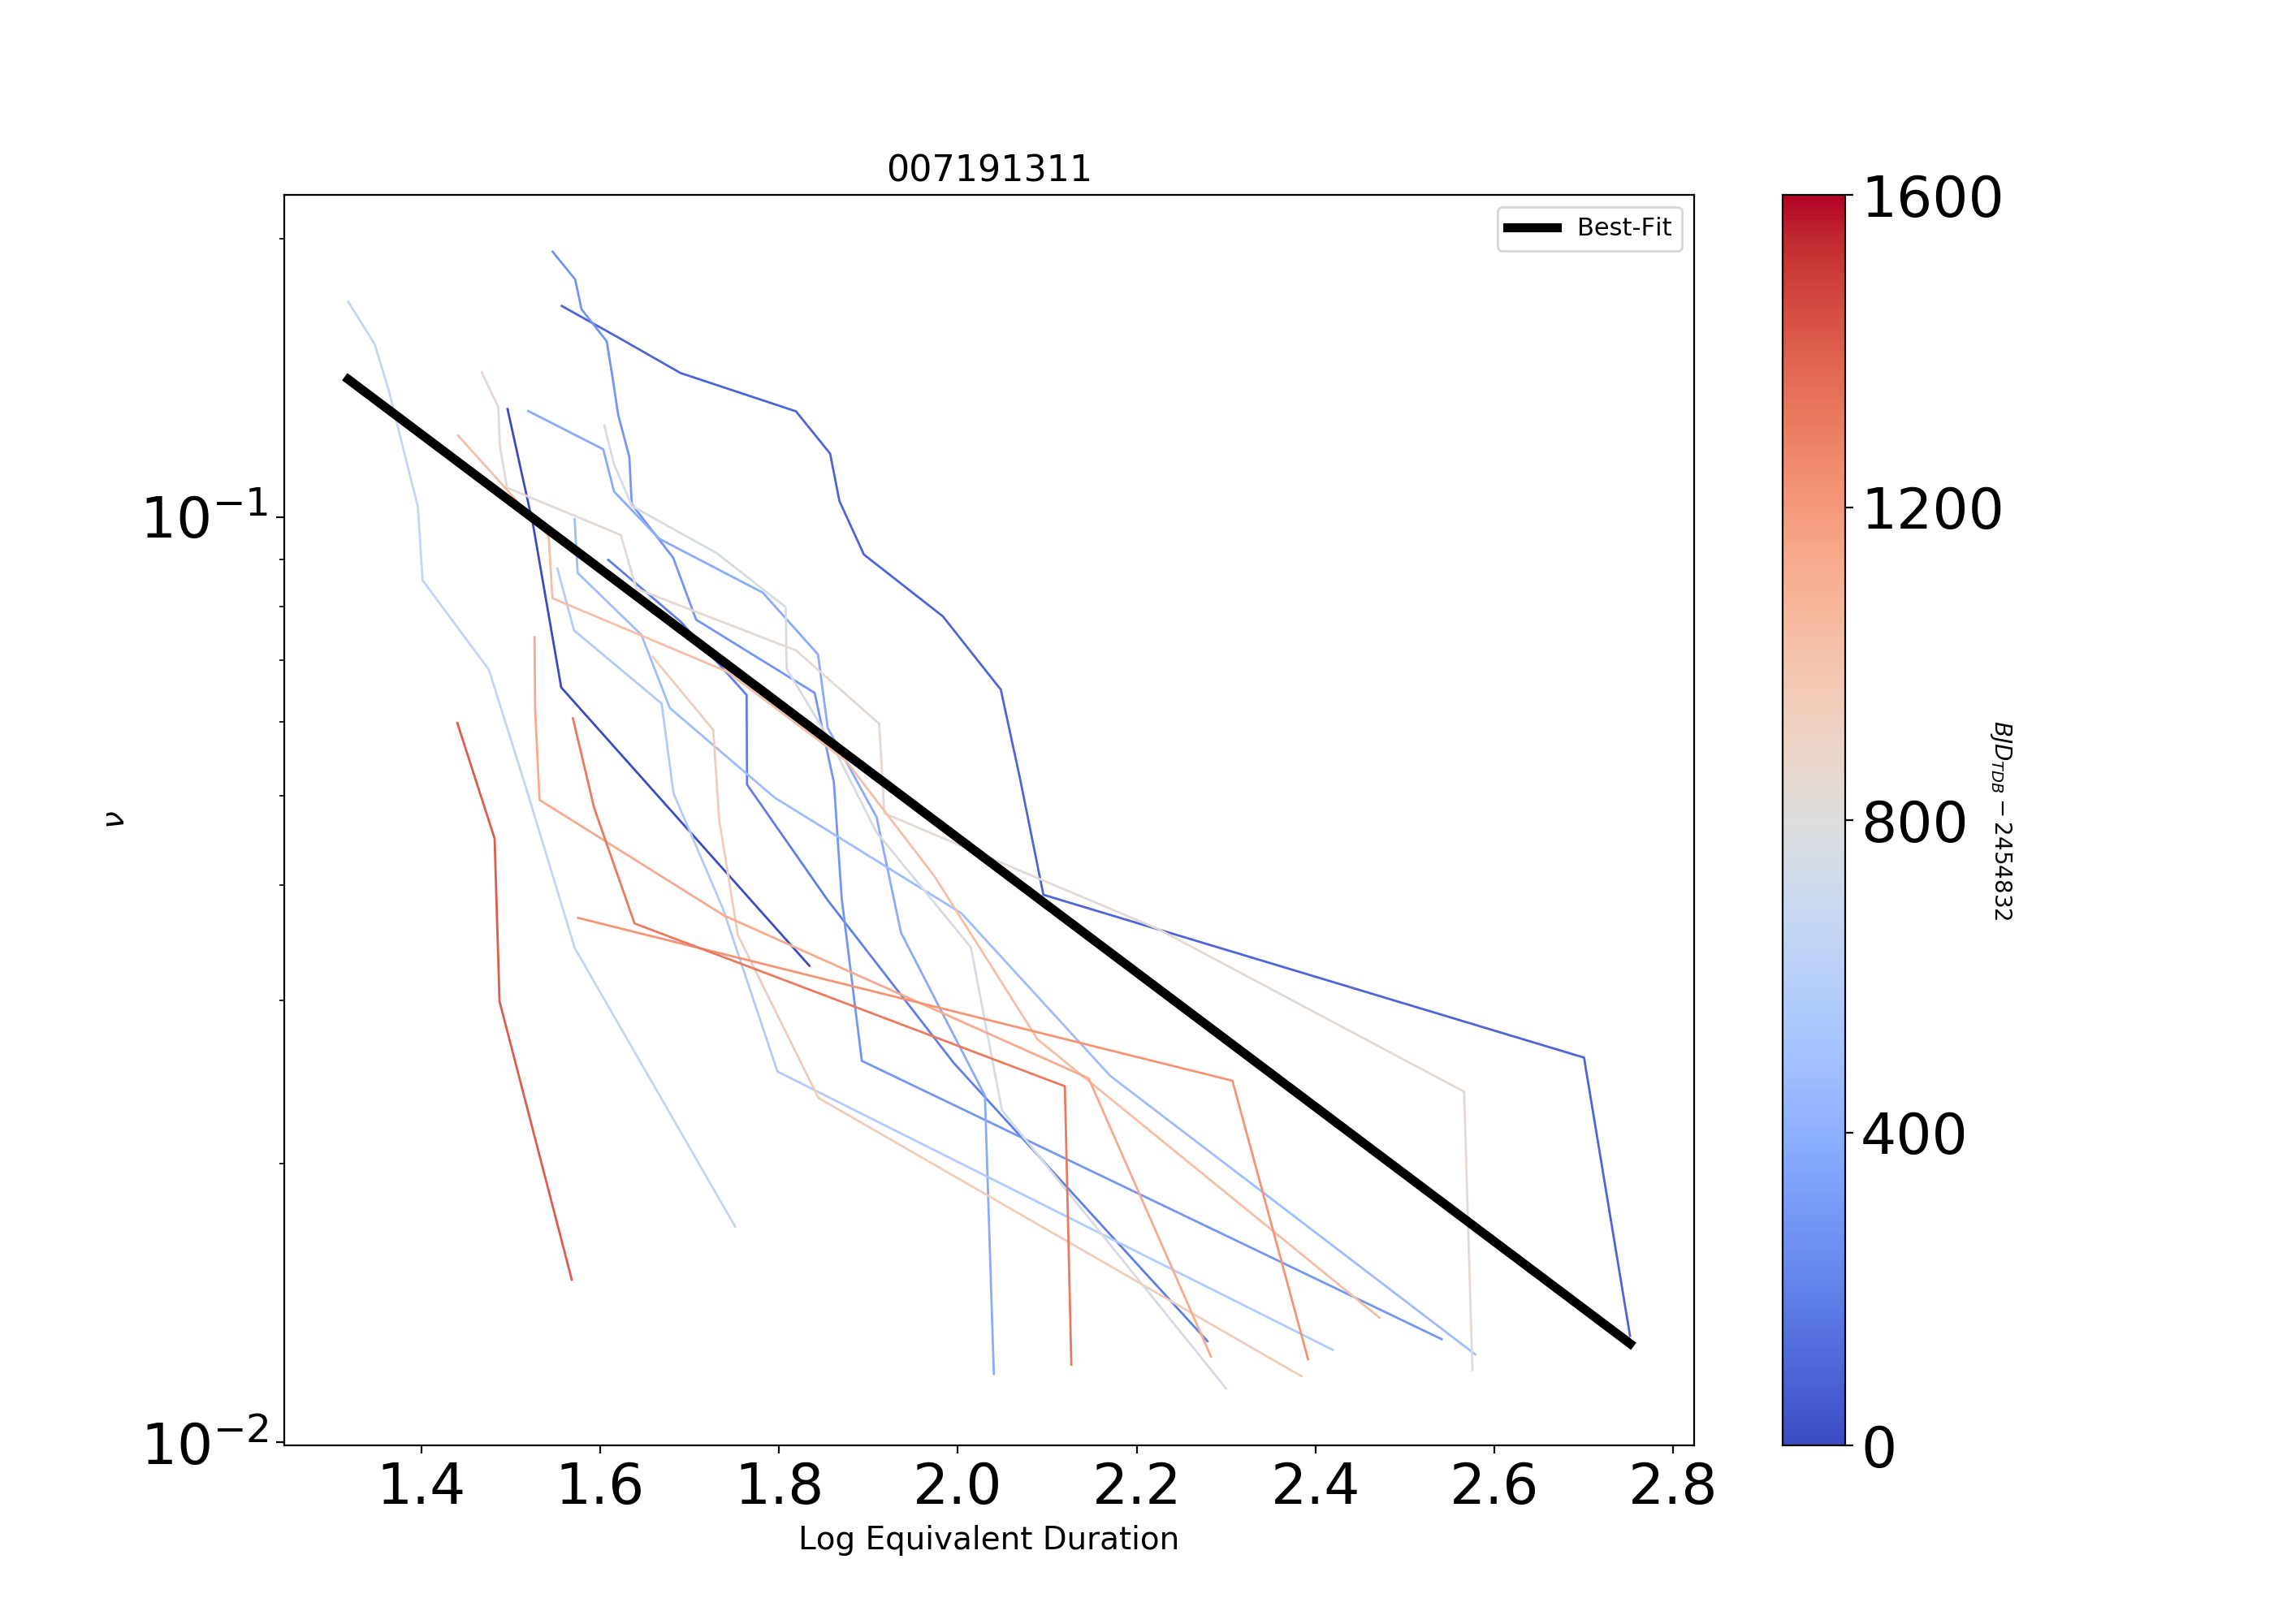 007191311
Best-Fit
ν
10⁻¹
10⁻²
1.4 1.6 1.8 2.0 2.2 2.4 2.6 2.8
Log Equivalent Duration
1600
1200
800
400
0
BJD_TDB − 2454832